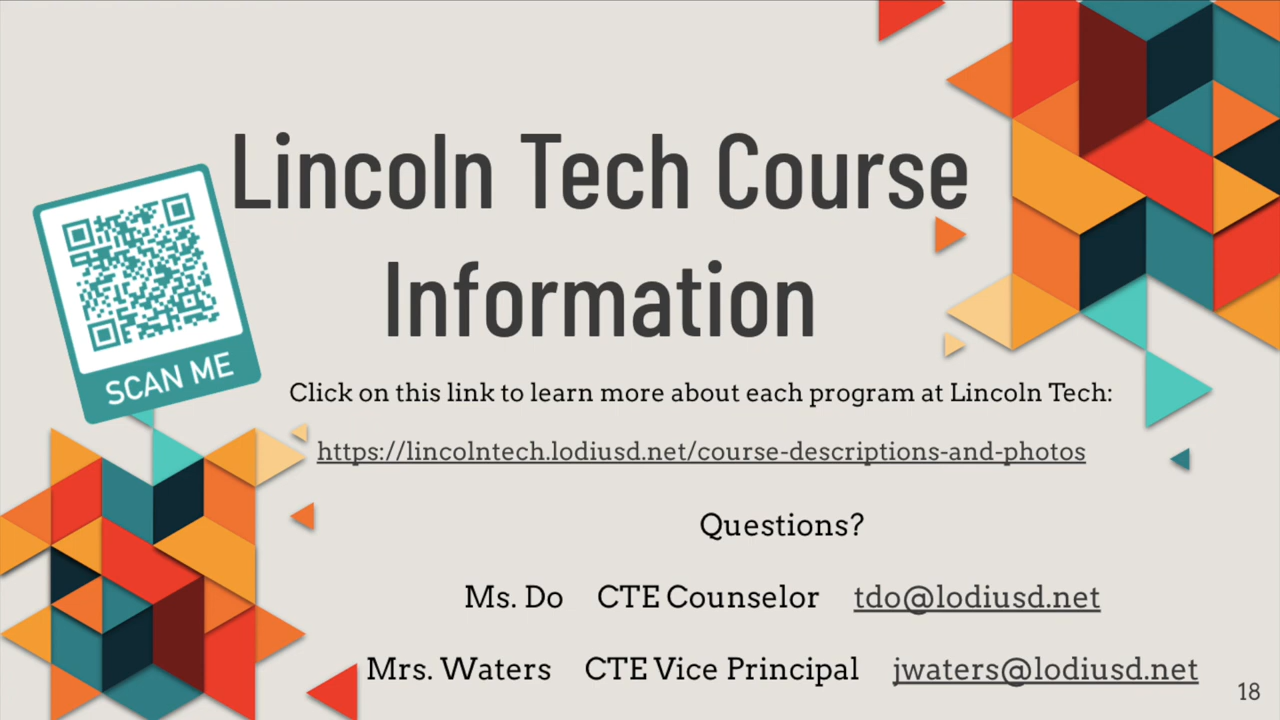 Lincoln Tech Course
Information
SCAN ME
Click on this link to learn more about each program at Lincoln Tech:
https://lincolntech.lodiusd.net/course-descriptions-and-photos
Questions?
Ms. Do CTE Counselor tdo@lodiusd.net
Mrs. Waters CTE Vice Principal jwaters@lodiusd.net
18